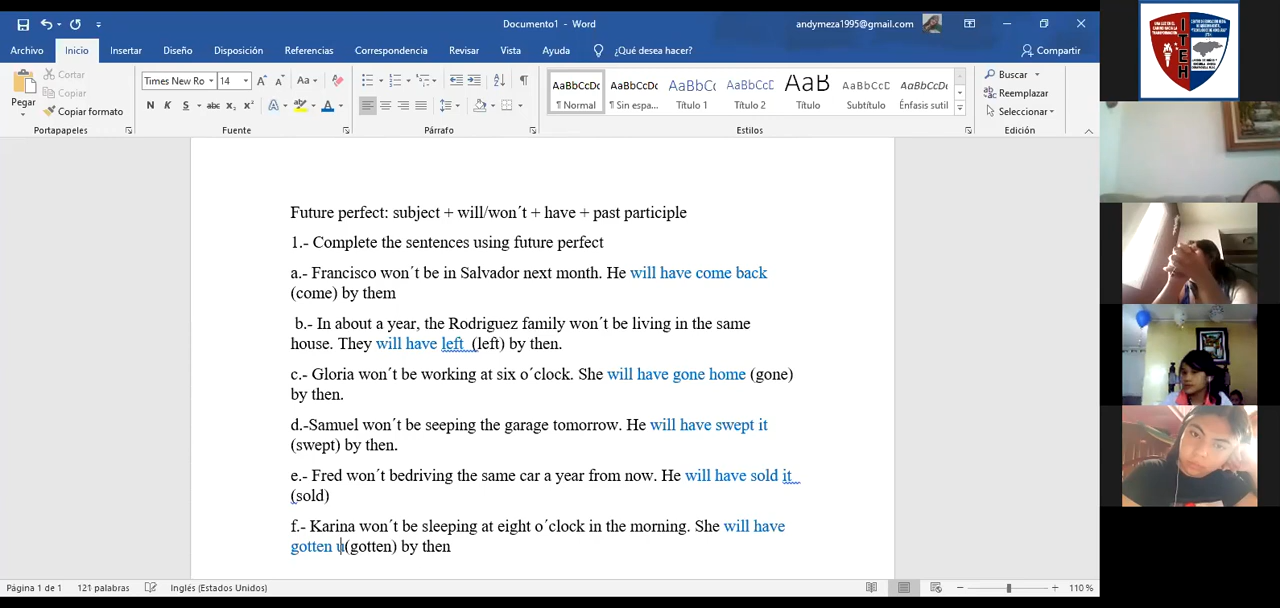 Documento1 - Word
andymeza1995@gmail.com
Archivo Inicio Insertar Diseño Disposición Referencias Correspondencia Revisar Vista Ayuda ¿Qué desea hacer? Compartir
Pegar
Cortar
Copiar
Copiar formato
Portapapeles
Times New Ro 14
Aa
N K S abc x₂ x²
Fuente
Párrafo
AaBbCcDc AaBbCcDc AaBbC AaBbCcC AaB AaBbCcC AaBbCcDc
¶ Normal ¶ Sin espa... Título 1 Título 2 Título Subtítulo Énfasis sutil
Estilos
Buscar
Reemplazar
Seleccionar
Edición
ITEH
Future perfect: subject + will/won´t + have + past participle
1.- Complete the sentences using future perfect
a.- Francisco won´t be in Salvador next month. He will have come back
(come) by them
b.- In about a year, the Rodriguez family won´t be living in the same
house. They will have left (left) by then.
c.- Gloria won´t be working at six o´clock. She will have gone home (gone)
by then.
d.-Samuel won´t be seeping the garage tomorrow. He will have swept it
(swept) by then.
e.- Fred won´t bedriving the same car a year from now. He will have sold it
(sold)
f.- Karina won´t be sleeping at eight o´clock in the morning. She will have
gotten u(gotten) by then
Página 1 de 1 121 palabras Inglés (Estados Unidos) 110 %